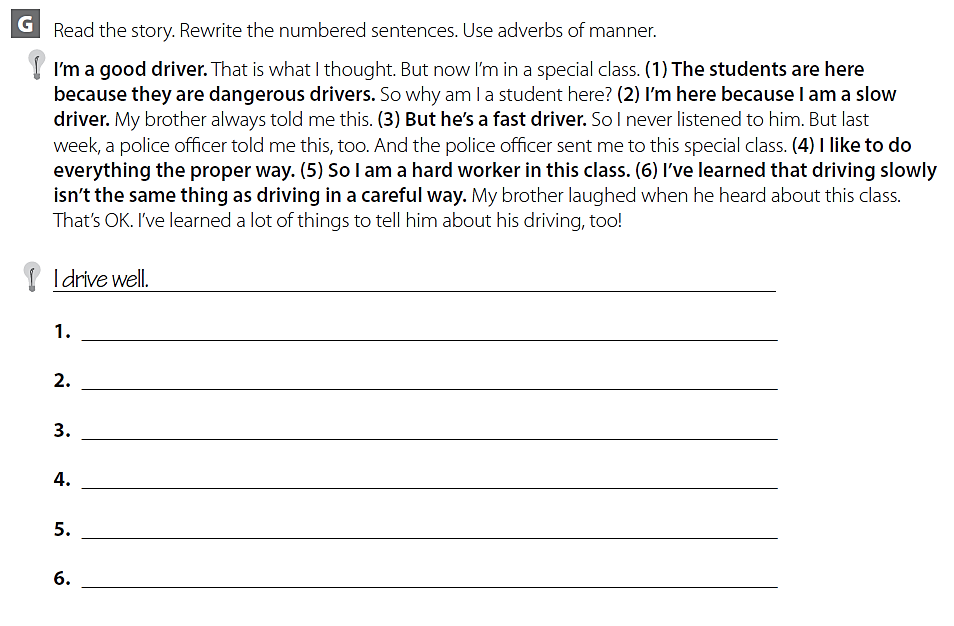 G Read the story. Rewrite the numbered sentences. Use adverbs of manner.
I'm a good driver. That is what I thought. But now I'm in a special class. (1) The students are here
because they are dangerous drivers. So why am I a student here? (2) I'm here because I am a slow
driver. My brother always told me this. (3) But he's a fast driver. So I never listened to him. But last
week, a police officer told me this, too. And the police officer sent me to this special class. (4) I like to do
everything the proper way. (5) So I am a hard worker in this class. (6) I've learned that driving slowly
isn't the same thing as driving in a careful way. My brother laughed when he heard about this class.
That's OK. I've learned a lot of things to tell him about his driving, too!
I drive well.
1.
2.
3.
4.
5.
6.